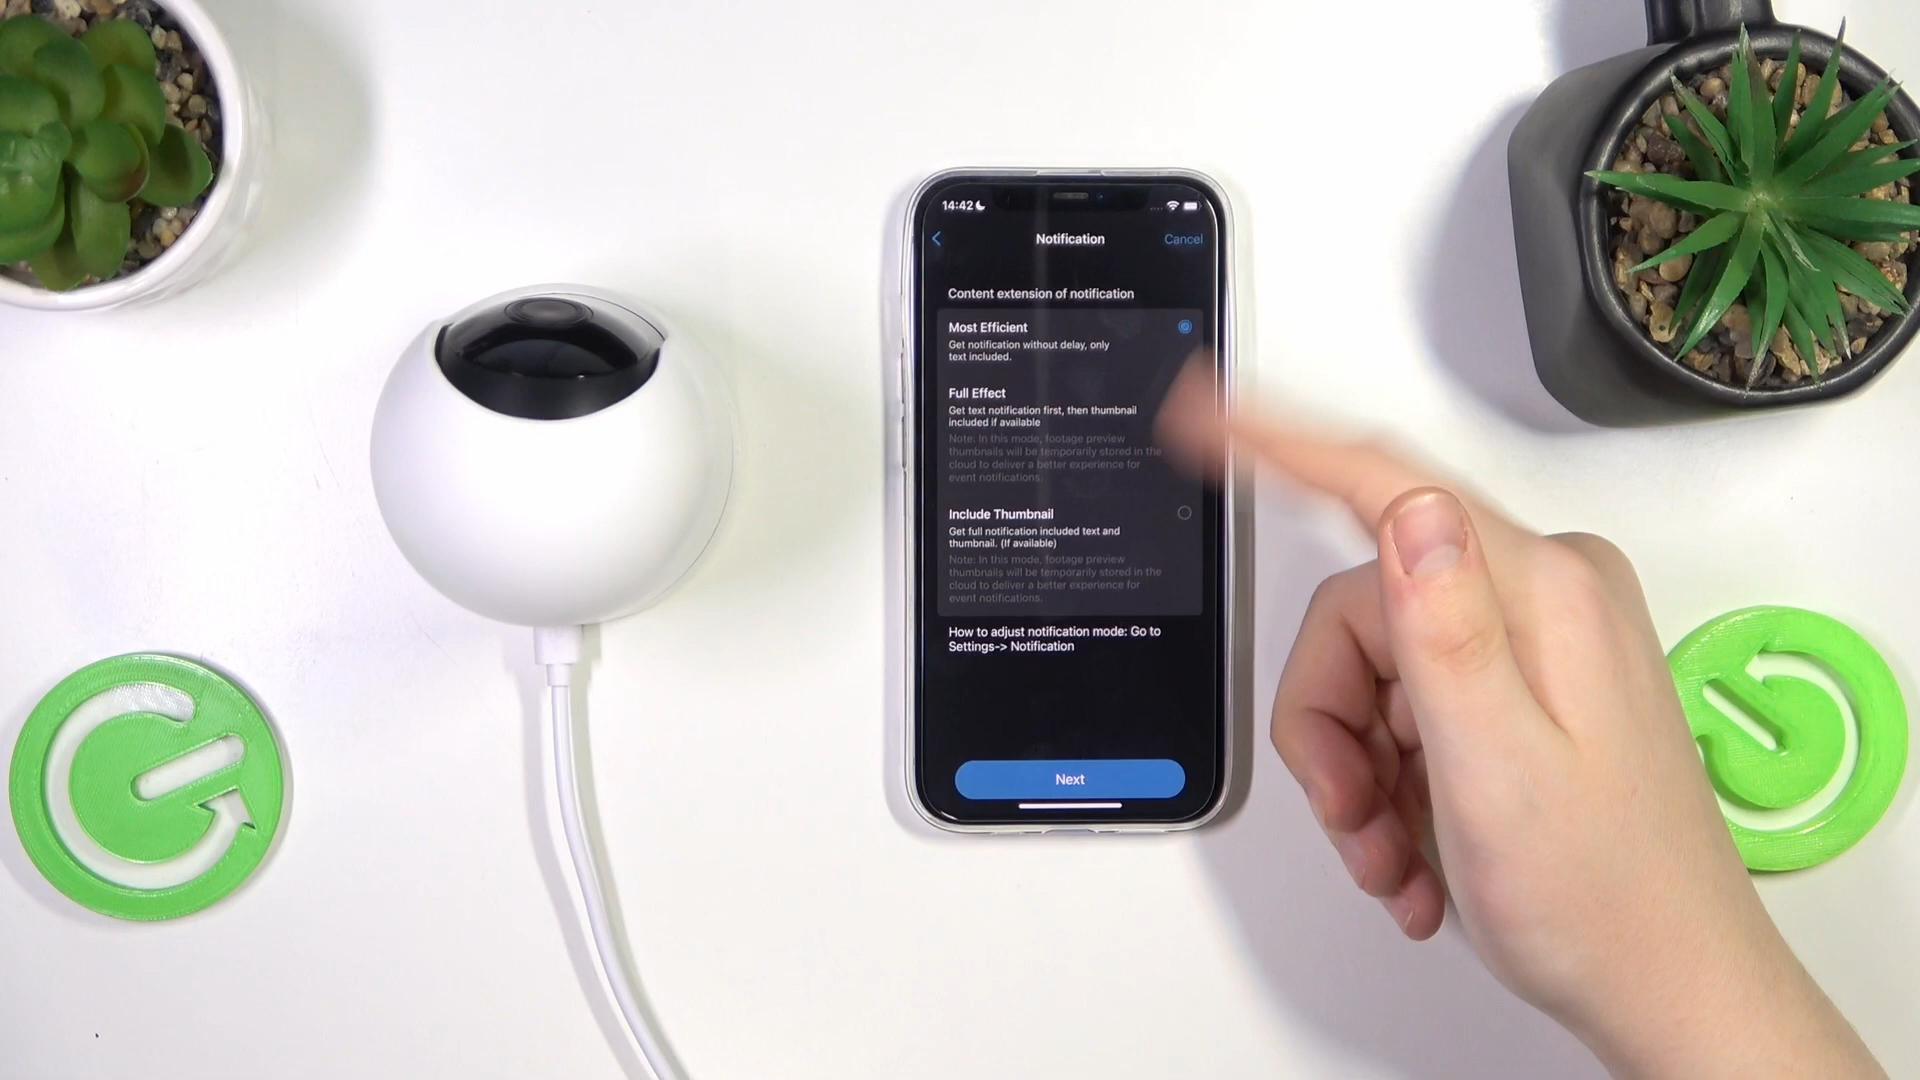 14:42
Notification
Cancel
Content extension of notification
Most Efficient
Get notification without delay, only
text included.
Full Effect
Get text notification first, then thumbnail
included if available
Note: In this mode, footage preview
thumbnails will be temporarily stored in the
cloud to deliver a better experience for
event notifications.
Include Thumbnail
Get full notification included text and
thumbnail. (If available)
Note: In this mode, footage preview
thumbnails will be temporarily stored in the
cloud to deliver a better experience for
event notifications.
How to adjust notification mode: Go to
Settings-> Notification
Next